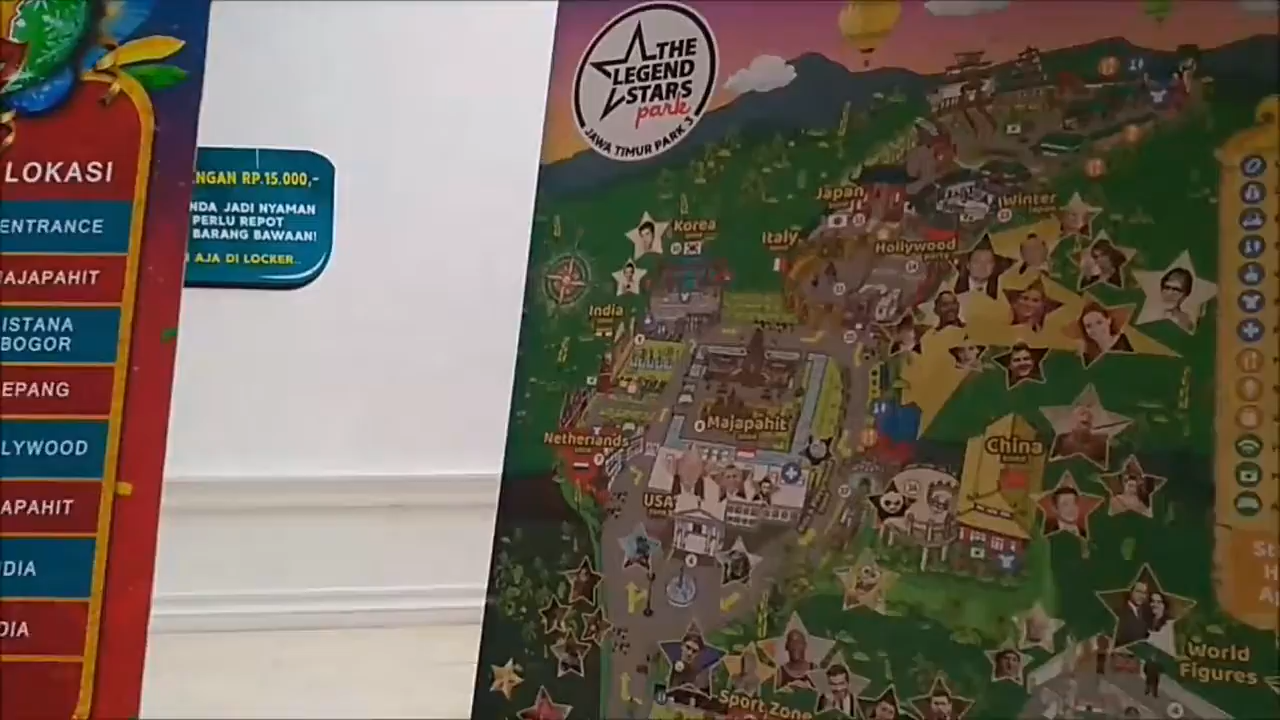 LOKASI
ENTRANCE
AJAPAHIT
ISTANA
BOGOR
EPANG
LYWOOD
APAHIT
DIA
DIA
NGAN RP.15.000,-
NDA JADI NYAMAN
PERLU REPOT
BARANG BAWAAN!
AJA DI LOCKER..
THE
LEGEND
STARS
park
JAWA TIMUR PARK 3
Japan
Winter
Korea
Italy
Hollywood
India
Majapahit
Netherlands
China
USA
World
Figures
Sport Zone